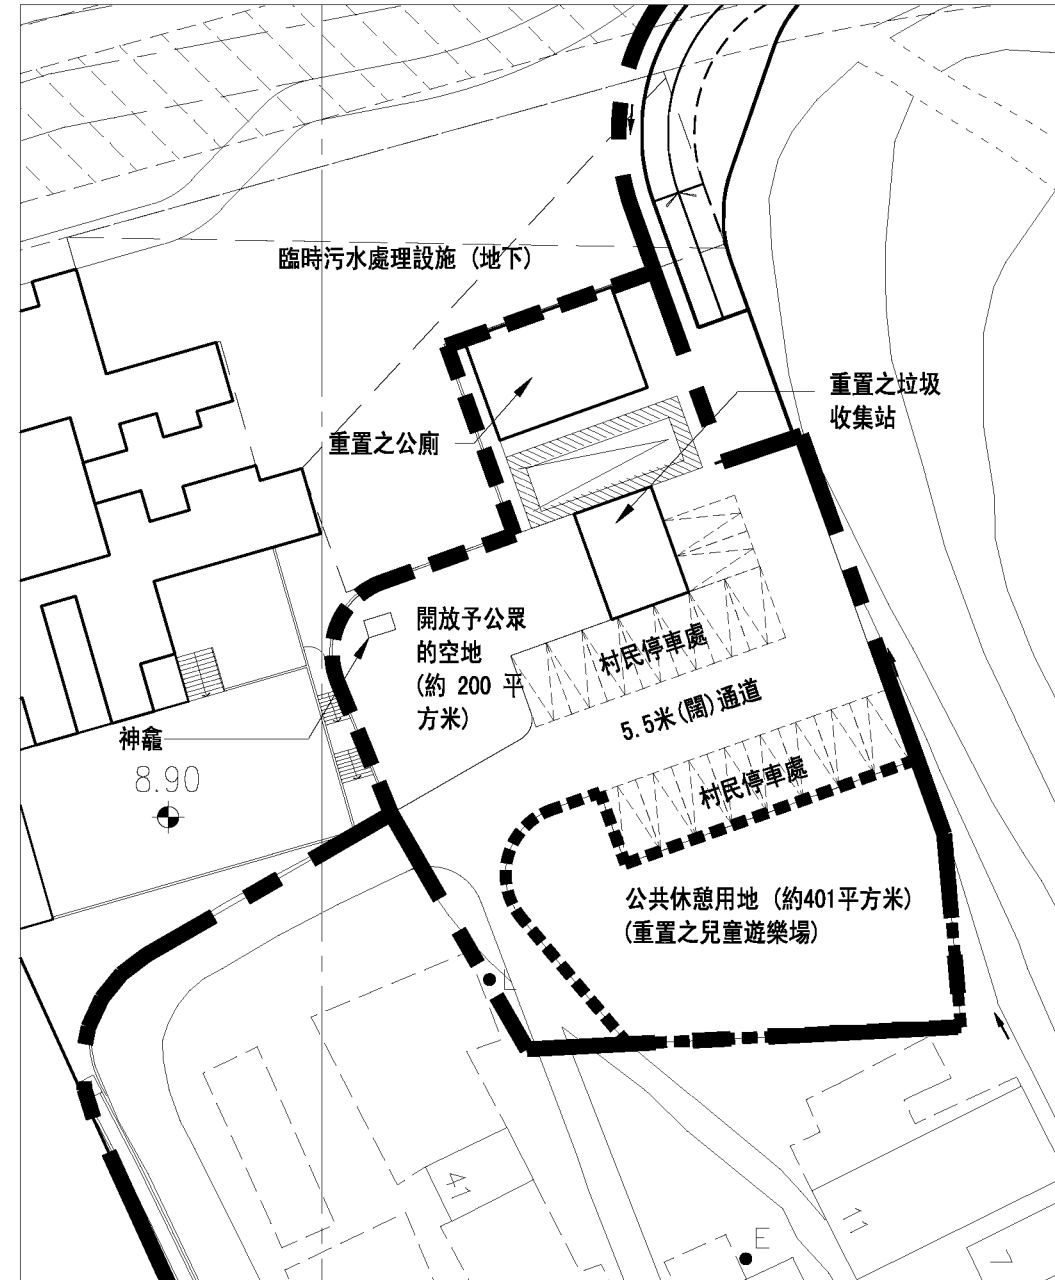 臨時污水處理設施 (地下)
重置之垃圾
收集站
重置之公廁
開放予公眾
的空地
(約 200 平
方米)
村民停車處
5.5米(闊)通道
神龕
8.90
村民停車處
公共休憩用地 (約401平方米)
(重置之兒童遊樂場)
L
41
11
E